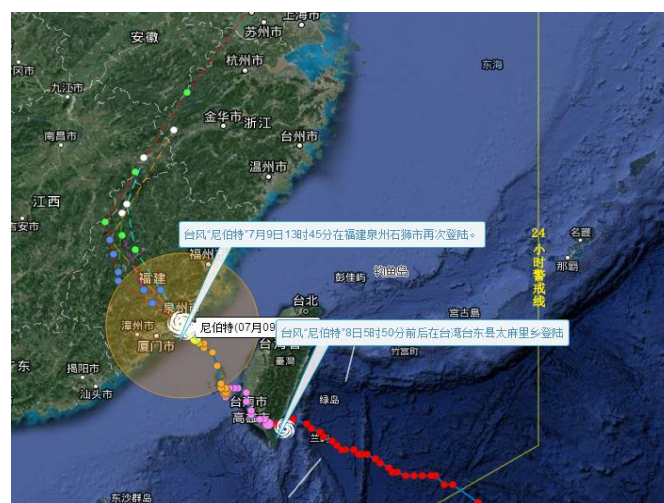 上海市
安徽
苏州市
杭州市
东海
九江市
金华市
浙江
南昌市
台州市
温州市
江西
台风“尼伯特”7月9日13时45分在福建泉州石狮市再次登陆。
24小时警戒线
名護
那覇
福州
福建
彭佳屿
钓鱼岛
台北
宫古岛
泉州
漳州市
厦门市
尼伯特(07月09
台风“尼伯特”8日5时50分前后在台湾台东县太麻里乡登陆
台湾省
臺灣
竹富町
揭阳市
汕头市
台南市
高雄市
绿岛
兰屿
东沙群岛